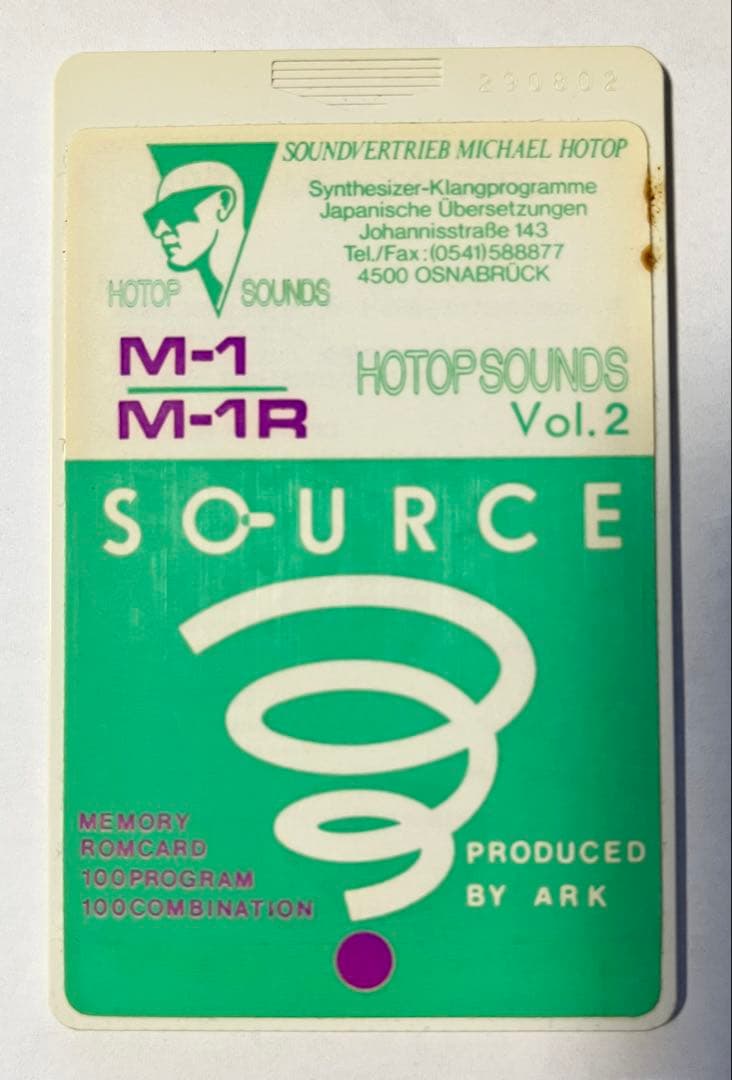 290802
SOUNDVERTRIEB MICHAEL HOTOP
Synthesizer-Klangprogramme
Japanische Übersetzungen
Johannisstraße 143
Tel./Fax:(0541)588877
4500 OSNABRÜCK
HOTOP SOUNDS
M-1
M-1R
HOTOPSOUNDS
Vol.2
SOURCE
MEMORY
ROMCARD
100PROGRAM
100COMBINATION
PRODUCED
BY ARK